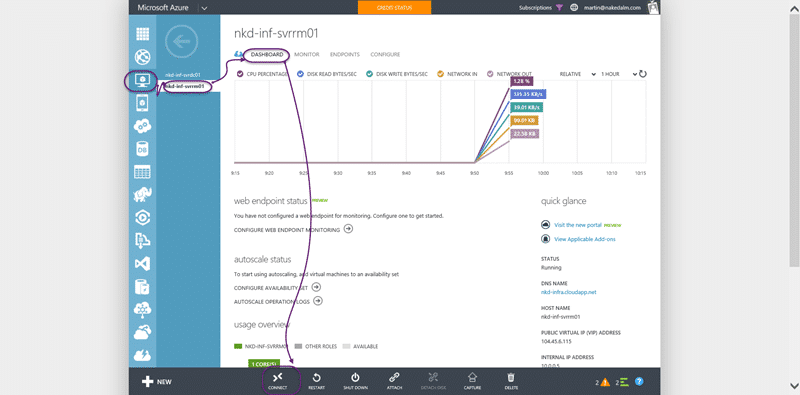 Microsoft Azure
CREDIT STATUS
Subscriptions
martin@nakedalm.com
nkd-inf-svrdc01
nkd-inf-svrrm01
nkd-inf-svrrm01
DASHBOARD MONITOR ENDPOINTS CONFIGURE
CPU PERCENTAGE DISK READ BYTES/SEC DISK WRITE BYTES/SEC NETWORK IN NETWORK OUT RELATIVE 1 HOUR
1.28 %
KB/s
KB/s
KB
22.58 KB
9:15 9:20 9:25 9:30 9:35 9:40 9:45 9:50 9:55 10:00 10:05 10:10 10:15
web endpoint status PREVIEW
You have not configured a web endpoint for monitoring. Configure one to get started.
CONFIGURE WEB ENDPOINT MONITORING
autoscale status
To start using autoscaling, add virtual machines to an availability set
CONFIGURE AVAILABILITY SET
AUTOSCALE OPERATION LOGS
usage overview
NKD-INF-SVRRM01 OTHER ROLES AVAILABLE
1 CORE(S)
quick glance
Visit the new portal PREVIEW
View Applicable Add-ons
STATUS
Running
DNS NAME
nkd-infra.cloudapp.net
HOST NAME
nkd-inf-svrrm01
PUBLIC VIRTUAL IP (VIP) ADDRESS
104.45.6.115
INTERNAL IP ADDRESS
10.0.0.5
DB
NEW
CONNECT RESTART SHUT DOWN ATTACH DETACH DISK CAPTURE DELETE
2 2 ?